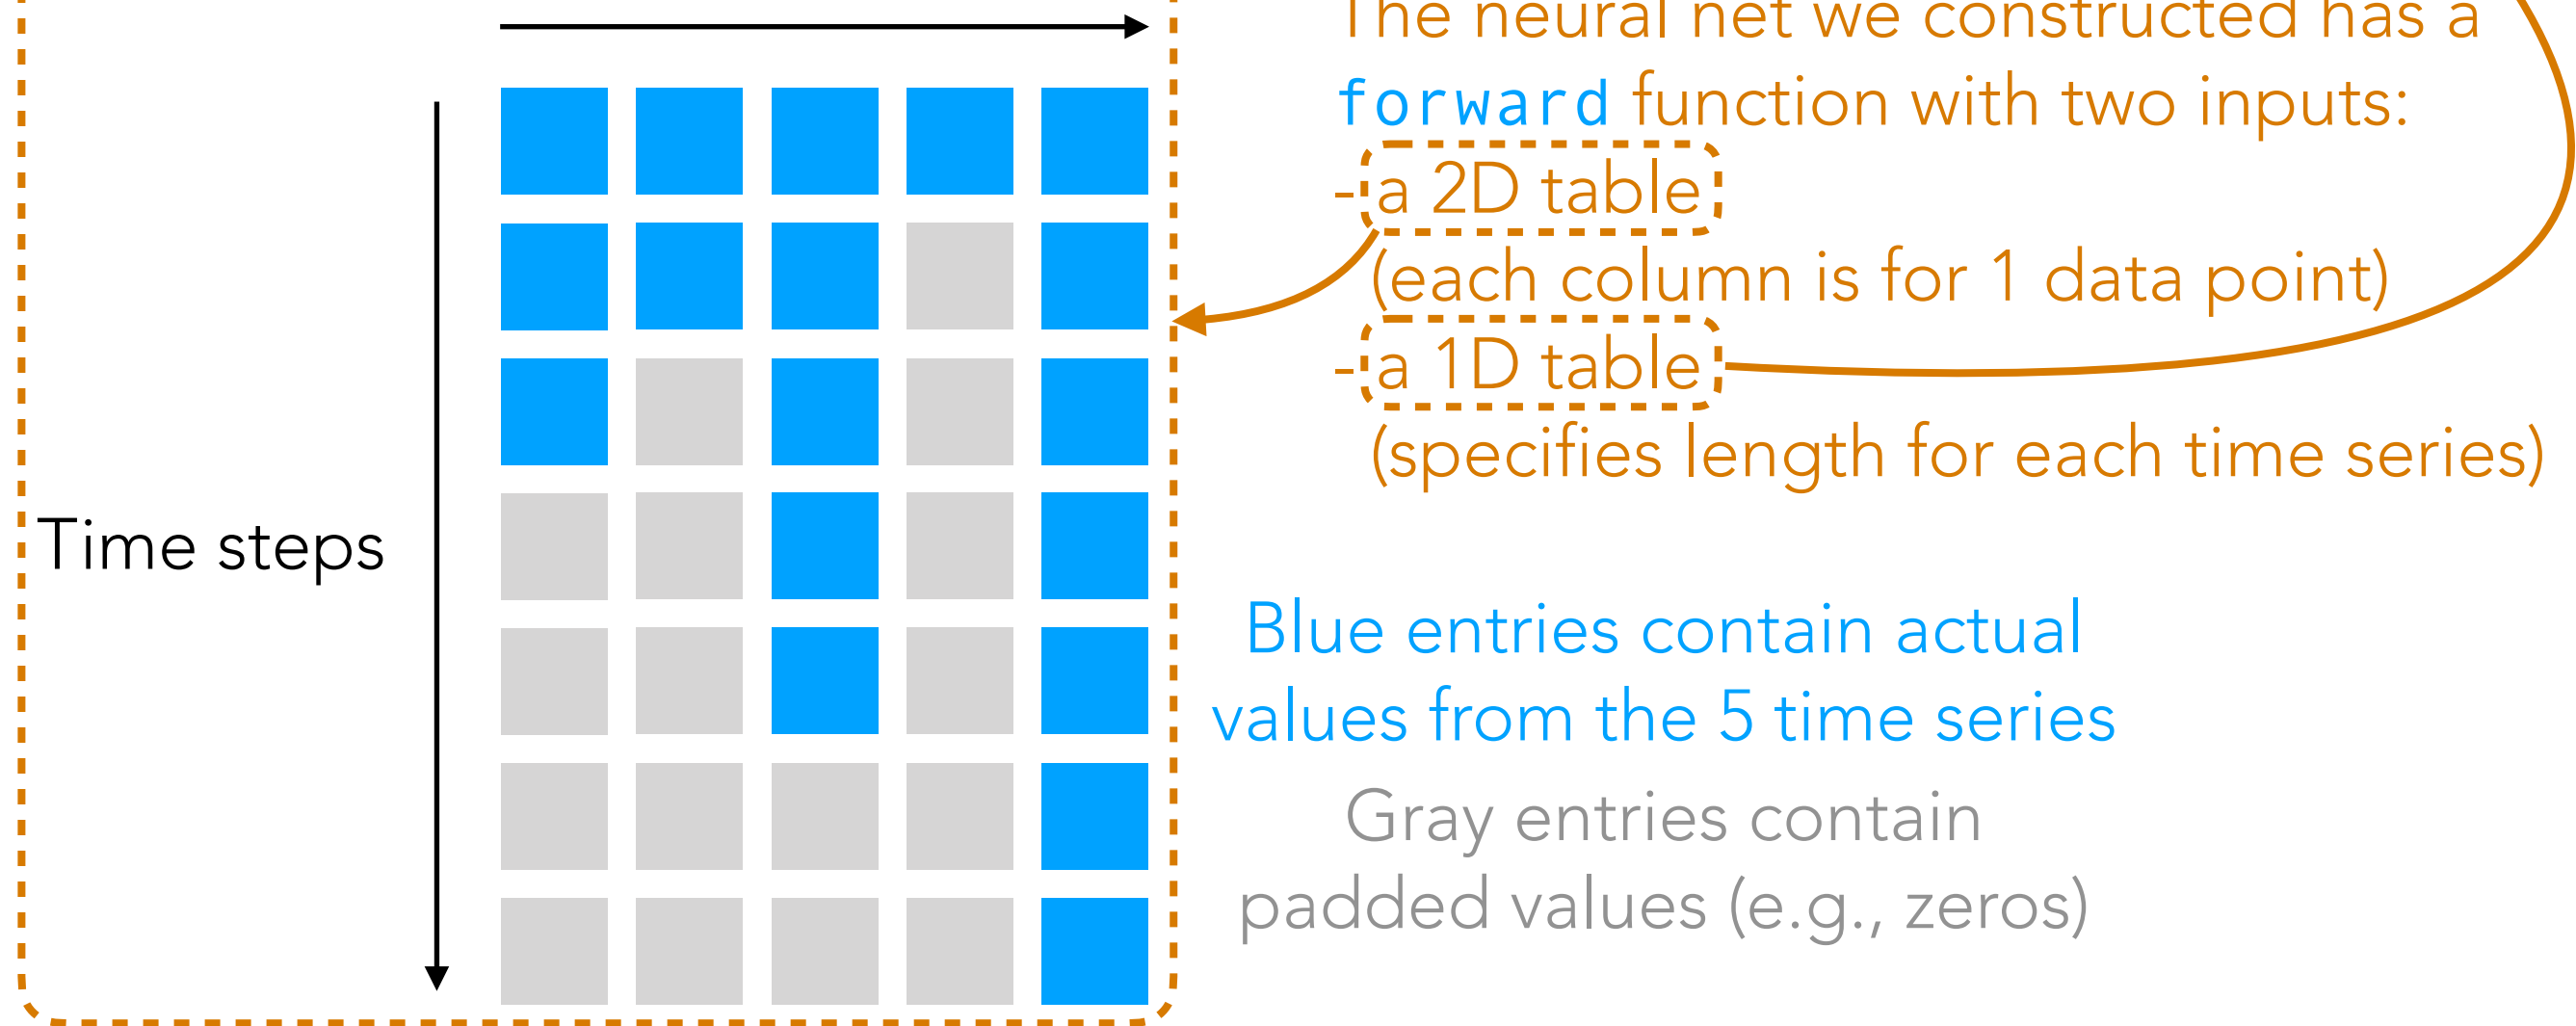 The neural net we constructed has a
forward function with two inputs:
- a 2D table
(each column is for 1 data point)
- a 1D table
(specifies length for each time series)
Time steps
Blue entries contain actual
values from the 5 time series
Gray entries contain
padded values (e.g., zeros)